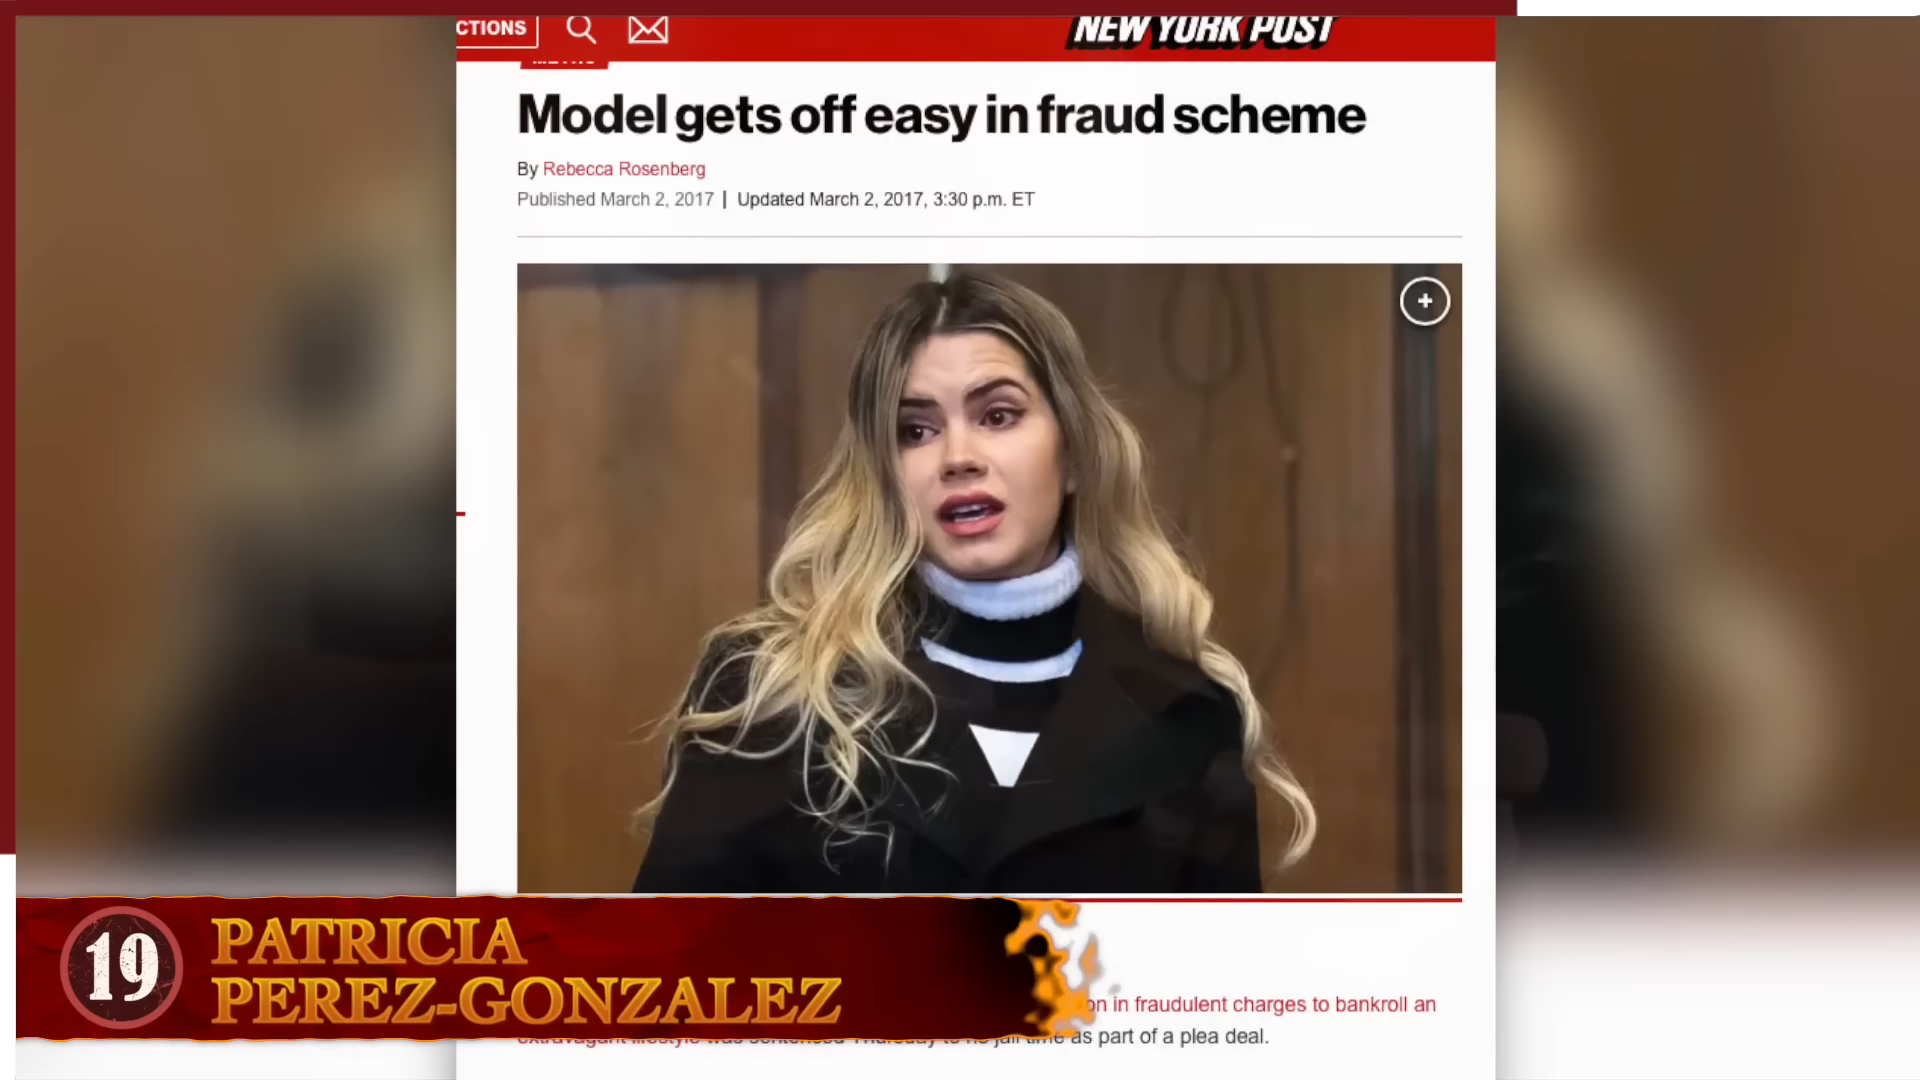 CTIONS
NEW YORK POST
Model gets off easy in fraud scheme
By Rebecca Rosenberg
Published March 2, 2017 | Updated March 2, 2017, 3:30 p.m. ET
+
19
PATRICIA
PEREZ-GONZALEZ
on in fraudulent charges to bankroll an
as part of a plea deal.